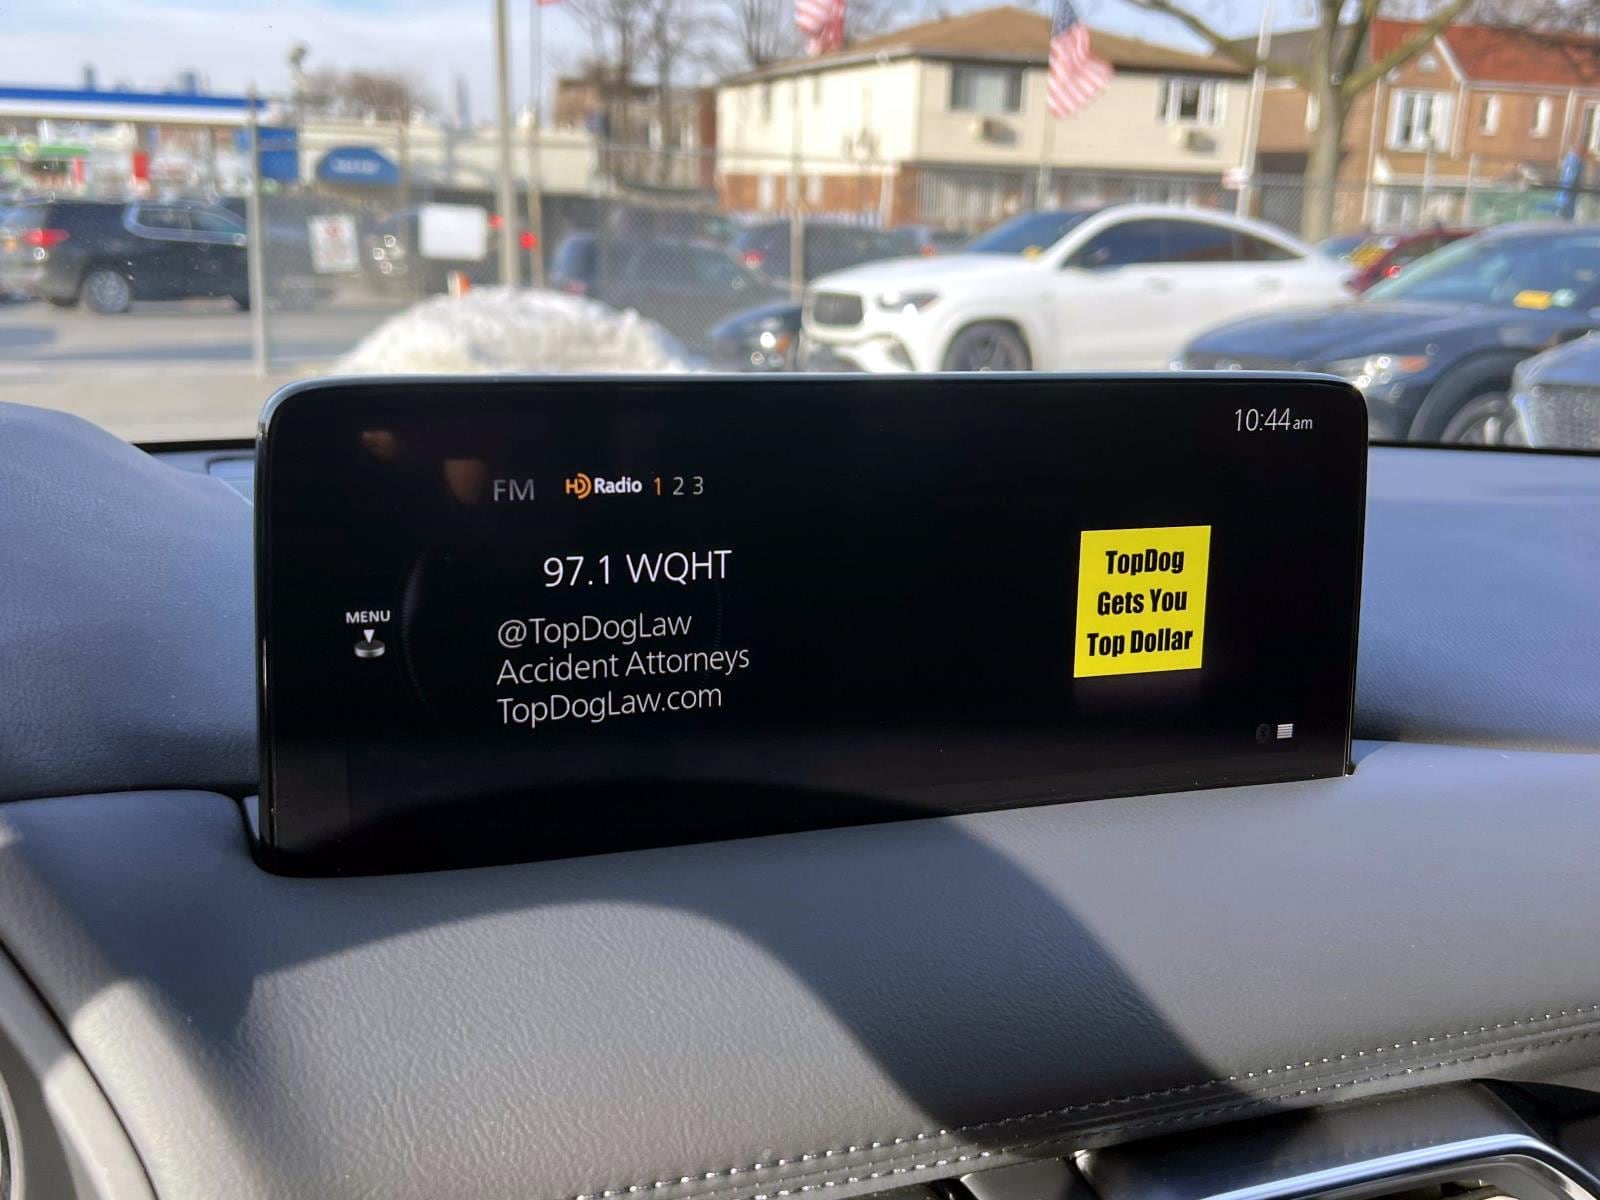 10:44am
FM HD Radio 1 2 3
97.1 WQHT
MENU
@TopDogLaw
Accident Attorneys
TopDogLaw.com
TopDog
Gets You
Top Dollar